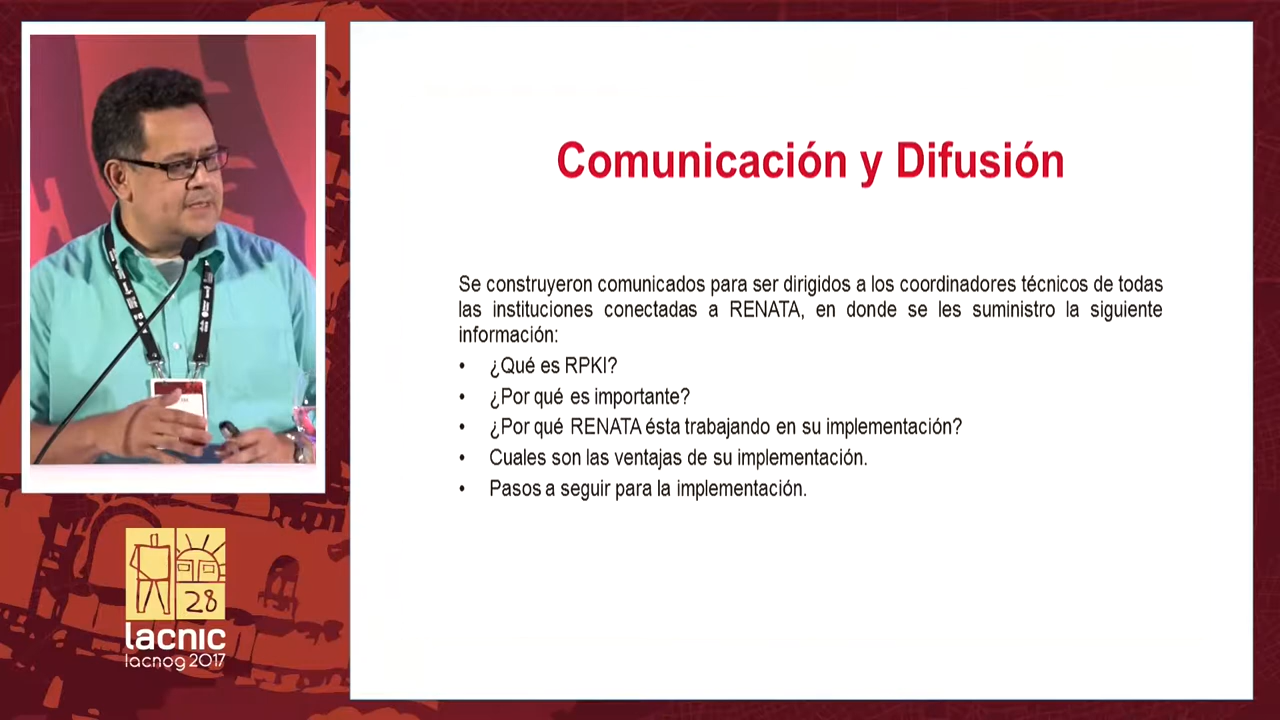 Comunicación y Difusión
Se construyeron comunicados para ser dirigidos a los coordinadores técnicos de todas
las instituciones conectadas a RENATA, en donde se les suministro la siguiente
información:
• ¿Qué es RPKI?
• ¿Por qué es importante?
• ¿Por qué RENATA ésta trabajando en su implementación?
• Cuales son las ventajas de su implementación.
• Pasos a seguir para la implementación.
28
lacnic
lacnog 2017